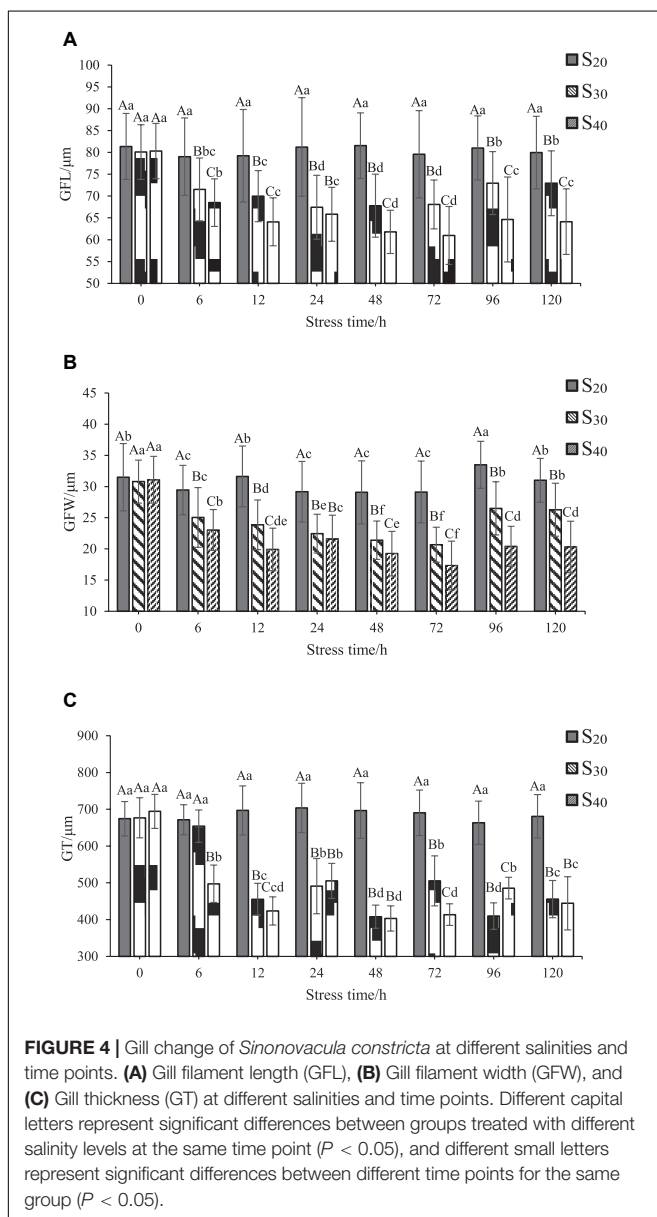 A
Aa Aa Aa Aa Bbc Cb Aa Bc Cc Aa Bd Bc Aa Bc Cd Aa Bd Cd Aa Bb Cc Aa Bb Cc
S20
S30
S40
GFL/μm
100
95
90
85
80
75
70
65
60
55
50
0 6 12 24 48 72 96 120
Stress time/h
B
Ab Aa Aa Ac Bc Cb Ab Bd Cde Ac Be Bc Ac Bf Ce Ac Bf Cf Aa Bb Cd Ab Bb Cd
S20
S30
S40
GFW/μm
45
40
35
30
25
20
15
10
0 6 12 24 48 72 96 120
Stress time/h
C
Aa Aa Aa Aa Aa Bb Aa Bc Ccd Aa Bb Bb Aa Bd Bd Aa Bb Cd Aa Bd Cb Aa Bc Bc
S20
S30
S40
GT/μm
900
800
700
600
500
400
300
0 6 12 24 48 72 96 120
Stress time/h
FIGURE 4 | Gill change of Sinonovacula constricta at different salinities and
time points. (A) Gill filament length (GFL), (B) Gill filament width (GFW), and
(C) Gill thickness (GT) at different salinities and time points. Different capital
letters represent significant differences between groups treated with different
salinity levels at the same time point (P < 0.05), and different small letters
represent significant differences between different time points for the same
group (P < 0.05).